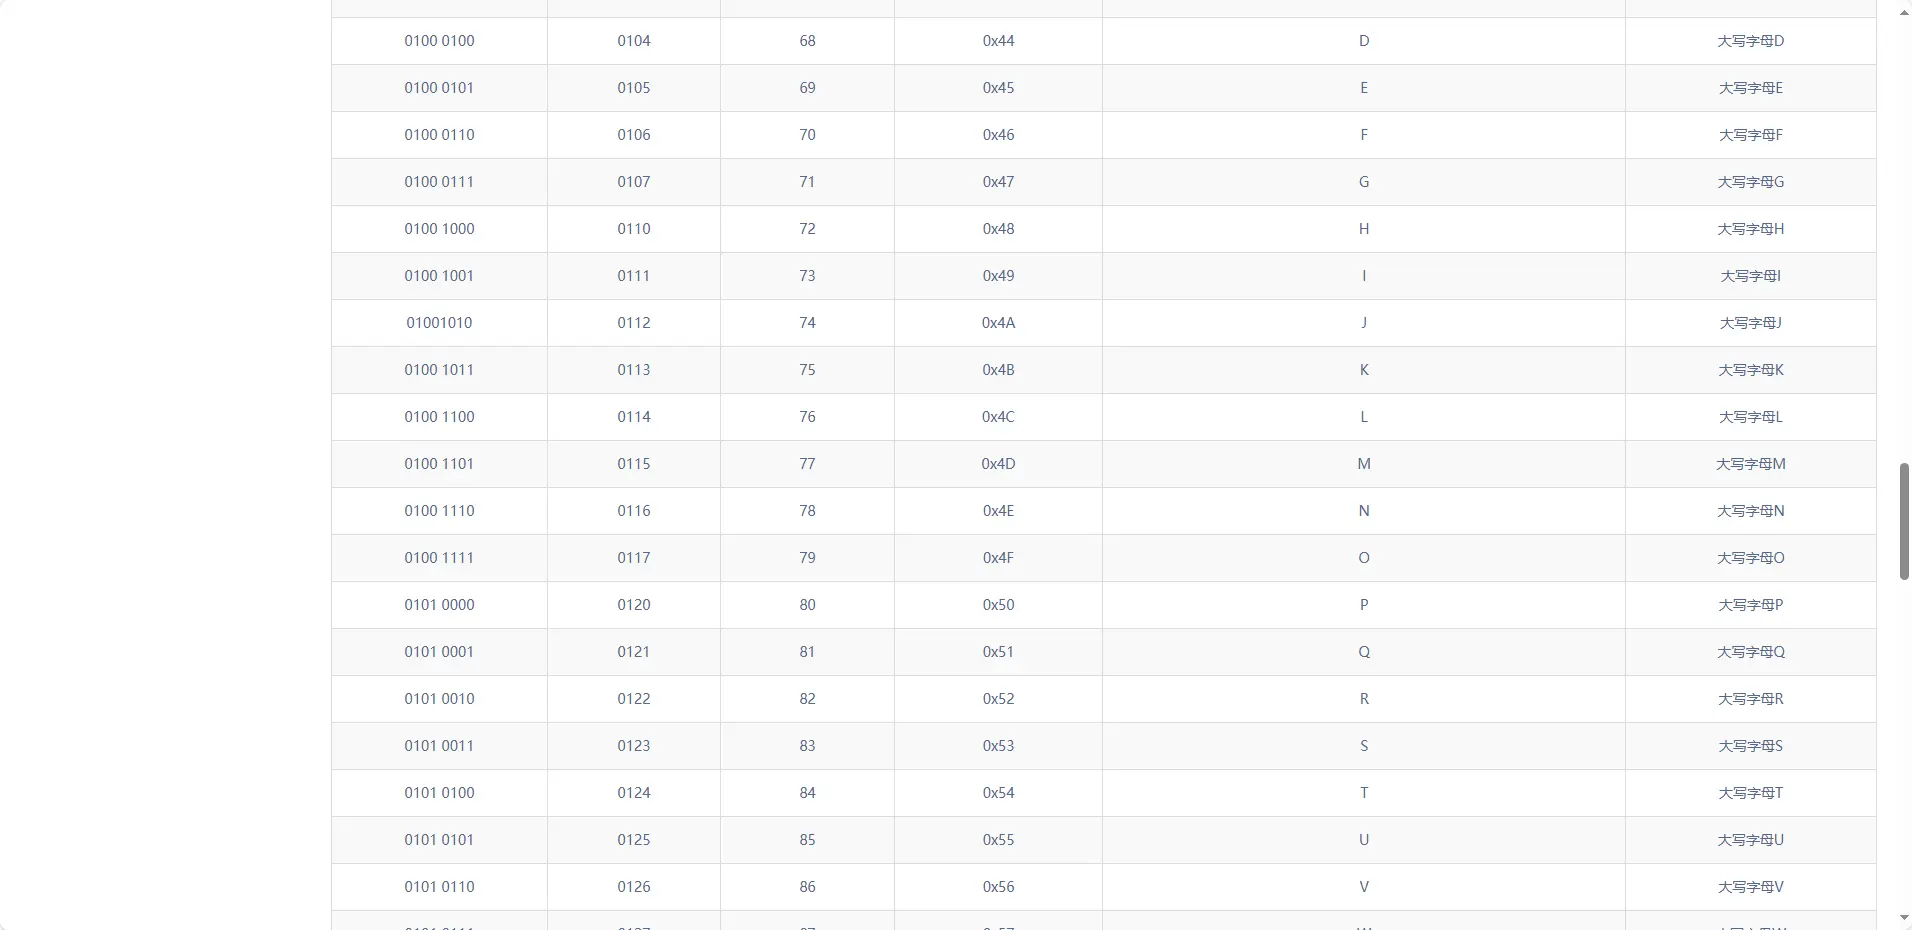 0100 0100 0104 68 0x44 D 大写字母D
0100 0101 0105 69 0x45 E 大写字母E
0100 0110 0106 70 0x46 F 大写字母F
0100 0111 0107 71 0x47 G 大写字母G
0100 1000 0110 72 0x48 H 大写字母H
0100 1001 0111 73 0x49 I 大写字母I
01001010 0112 74 0x4A J 大写字母J
0100 1011 0113 75 0x4B K 大写字母K
0100 1100 0114 76 0x4C L 大写字母L
0100 1101 0115 77 0x4D M 大写字母M
0100 1110 0116 78 0x4E N 大写字母N
0100 1111 0117 79 0x4F O 大写字母O
0101 0000 0120 80 0x50 P 大写字母P
0101 0001 0121 81 0x51 Q 大写字母Q
0101 0010 0122 82 0x52 R 大写字母R
0101 0011 0123 83 0x53 S 大写字母S
0101 0100 0124 84 0x54 T 大写字母T
0101 0101 0125 85 0x55 U 大写字母U
0101 0110 0126 86 0x56 V 大写字母V